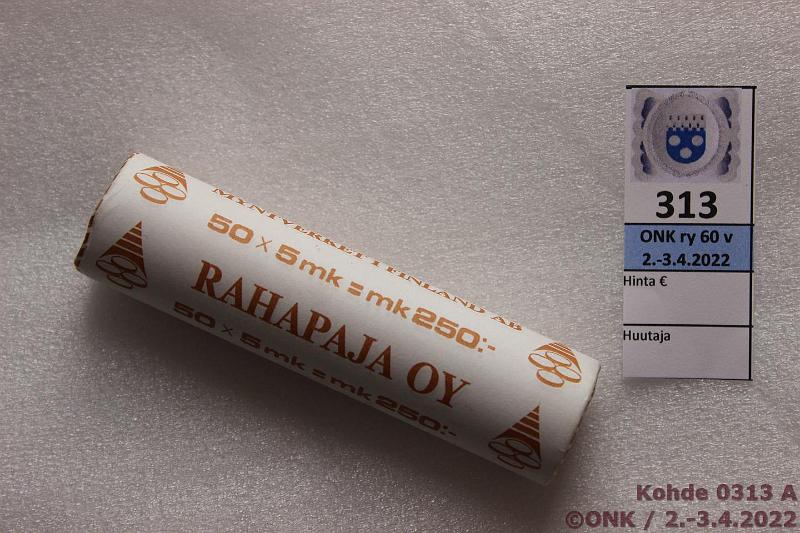 MYNTVERKET I FINLAND AB
50 x 5 mk = mk 250:-
RAHAPAJA OY
50 x 5 mk = mk 250:-
313
ONK ry 60 v
2.-3.4.2022
Hinta €
Huutaja
Kohde 0313 A
©ONK / 2.-3.4.2022